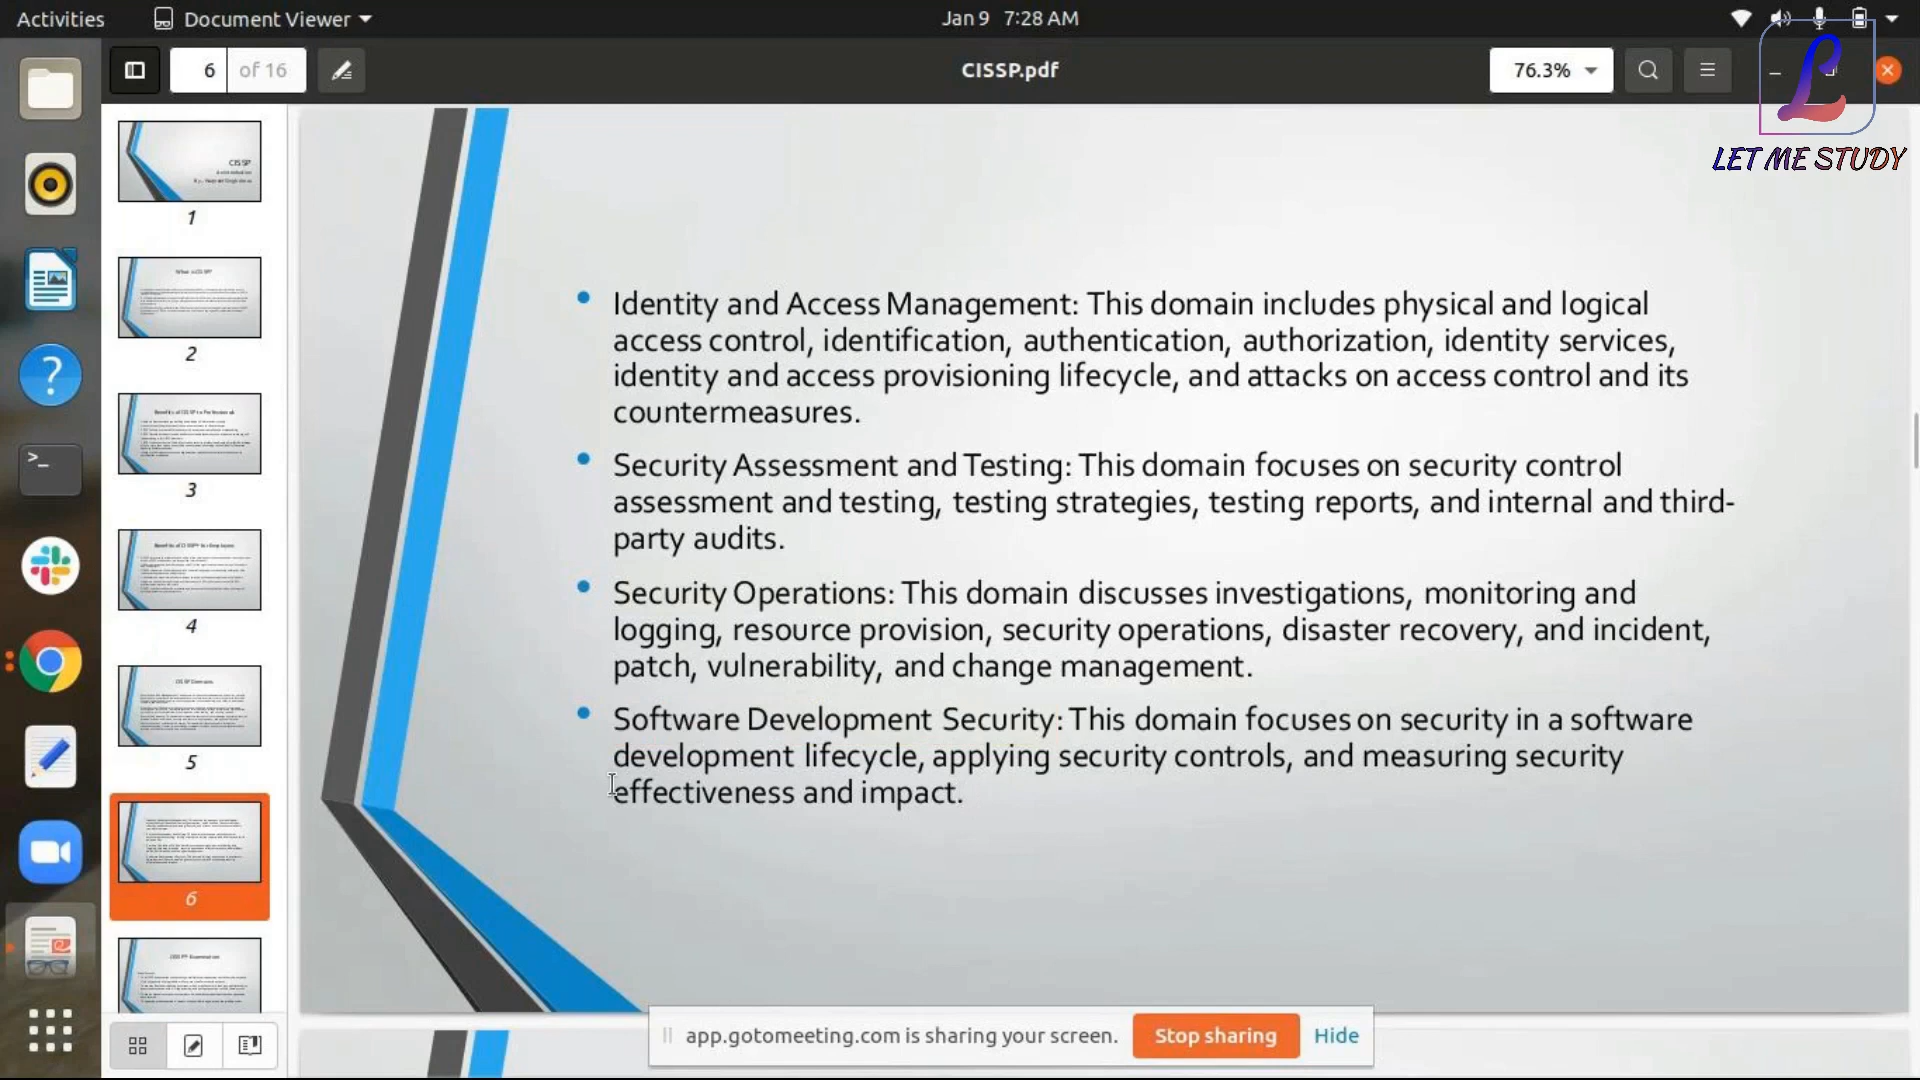 Activities
Document Viewer
Jan 9 7:28 AM
6
of 16
CISSP.pdf
76.3%
LET ME STUDY
CISSP
1
What is CISSP?
2
3
4
CISSP Domains
5
6
Identity and Access Management: This domain includes physical and logical
access control, identification, authentication, authorization, identity services,
identity and access provisioning lifecycle, and attacks on access control and its
countermeasures.
Security Assessment and Testing: This domain focuses on security control
assessment and testing, testing strategies, testing reports, and internal and third-
party audits.
Security Operations: This domain discusses investigations, monitoring and
logging, resource provision, security operations, disaster recovery, and incident,
patch, vulnerability, and change management.
Software Development Security: This domain focuses on security in a software
development lifecycle, applying security controls, and measuring security
effectiveness and impact.
app.gotomeeting.com is sharing your screen.
Stop sharing
Hide